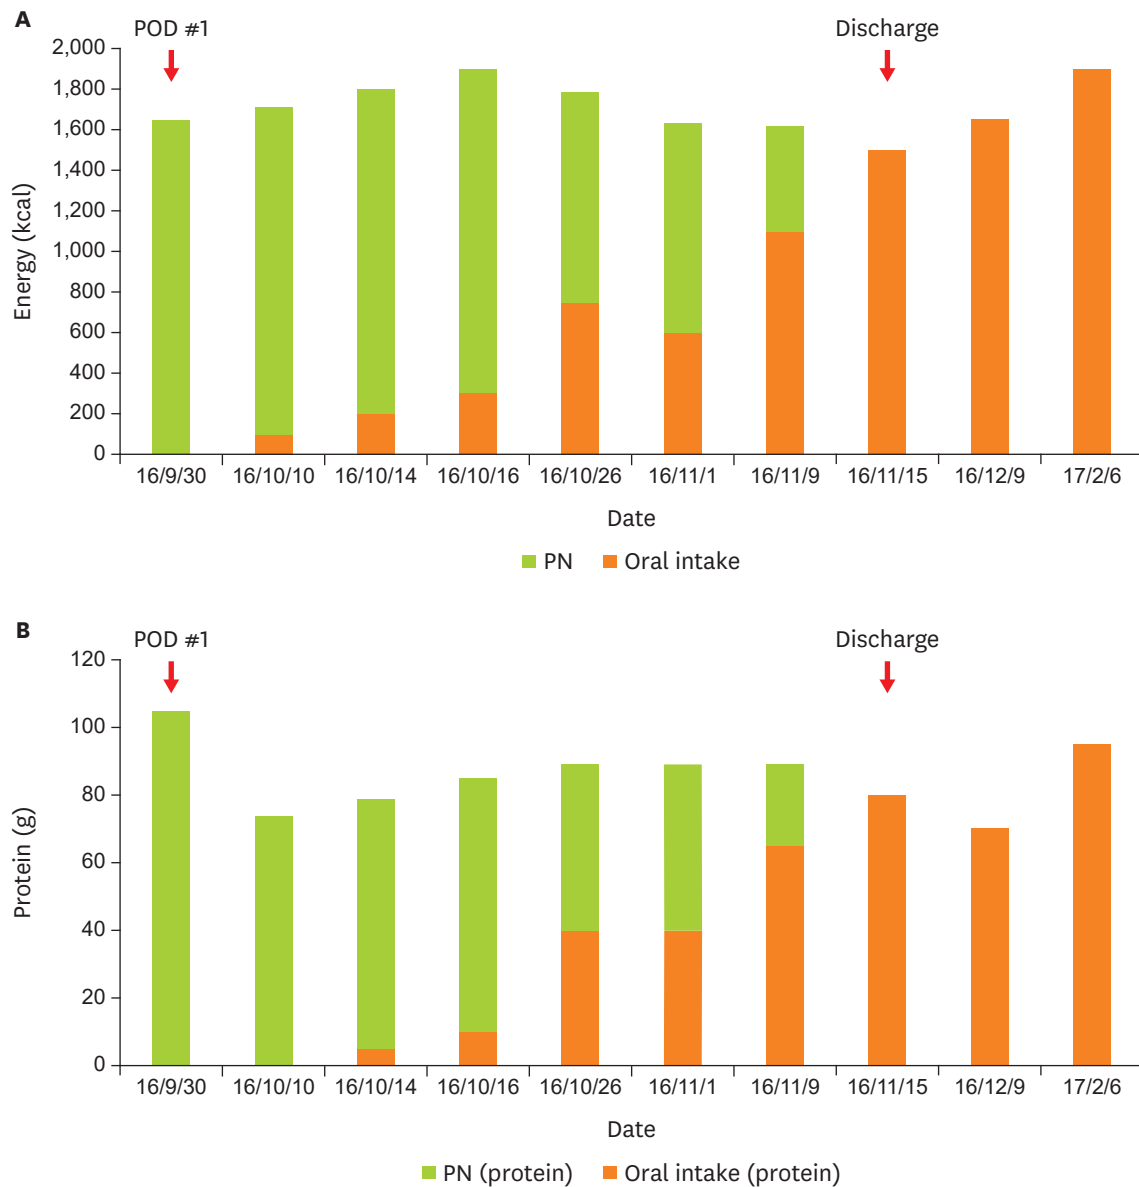 A
POD #1
Discharge
2,000
1,800
1,600
1,400
1,200
1,000
800
600
400
200
0
Energy (kcal)
16/9/30 16/10/10 16/10/14 16/10/16 16/10/26 16/11/1 16/11/9 16/11/15 16/12/9 17/2/6
Date
PN Oral intake
B
POD #1
Discharge
120
100
80
60
40
20
0
Protein (g)
16/9/30 16/10/10 16/10/14 16/10/16 16/10/26 16/11/1 16/11/9 16/11/15 16/12/9 17/2/6
Date
PN (protein) Oral intake (protein)